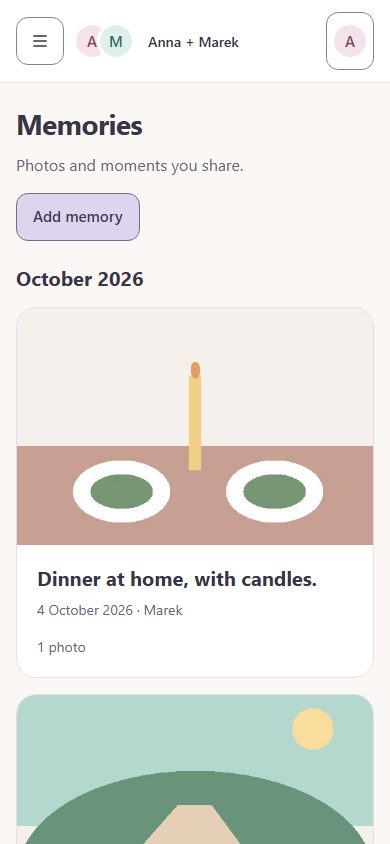 A M Anna + Marek A
Memories
Photos and moments you share.
Add memory
October 2026
Dinner at home, with candles.
4 October 2026 · Marek
1 photo